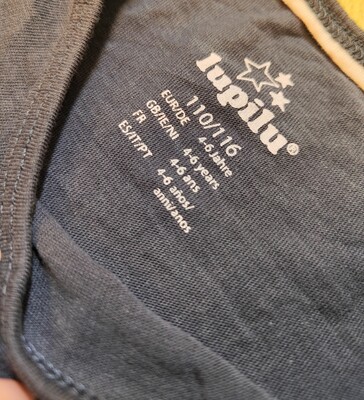 lupilu®
110/116
EUR/DE 4-6 Jahre
GB/IE/NI 4-6 years
FR 4-6 ans
ES/IT/PT 4-6 años/
anni/anos